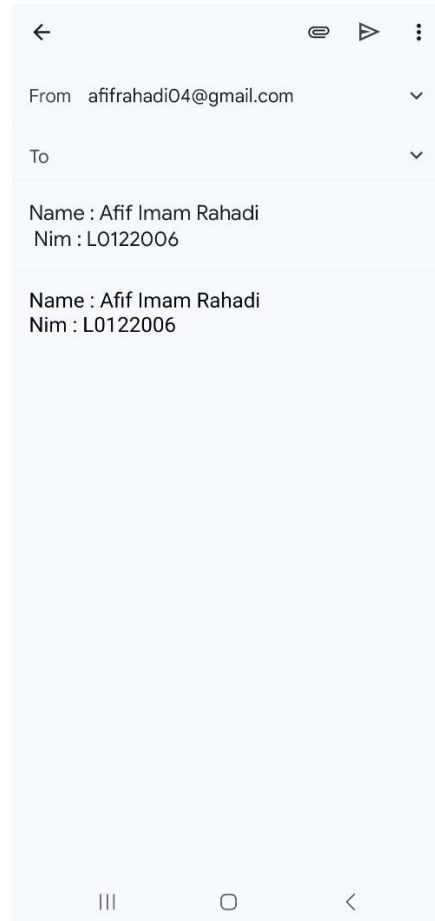 From afifrahadi04@gmail.com
To
Name : Afif Imam Rahadi
Nim : L0122006
Name : Afif Imam Rahadi
Nim : L0122006